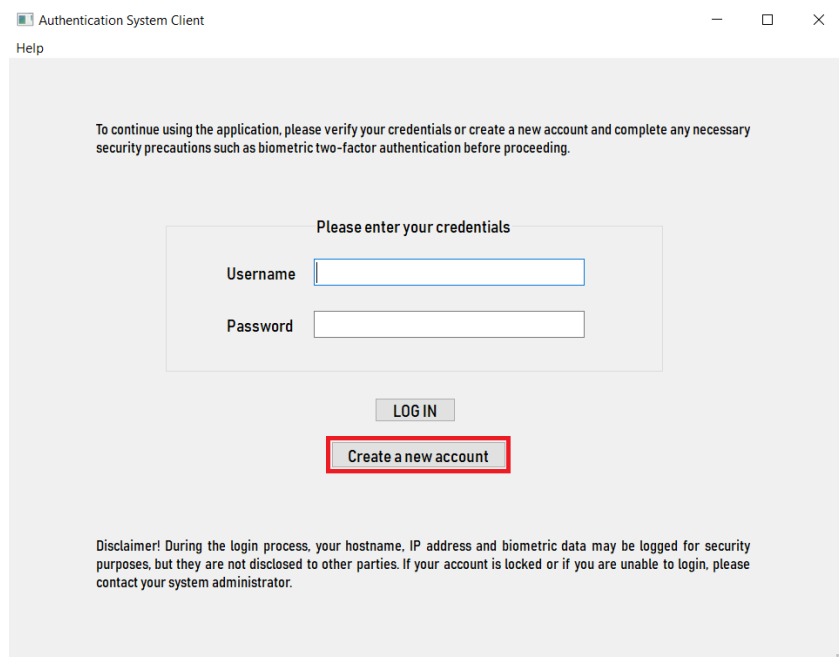 Authentication System Client
Help
To continue using the application, please verify your credentials or create a new account and complete any necessary
security precautions such as biometric two-factor authentication before proceeding.
Please enter your credentials
Username
Password
LOG IN
Create a new account
Disclaimer! During the login process, your hostname, IP address and biometric data may be logged for security
purposes, but they are not disclosed to other parties. If your account is locked or if you are unable to login, please
contact your system administrator.